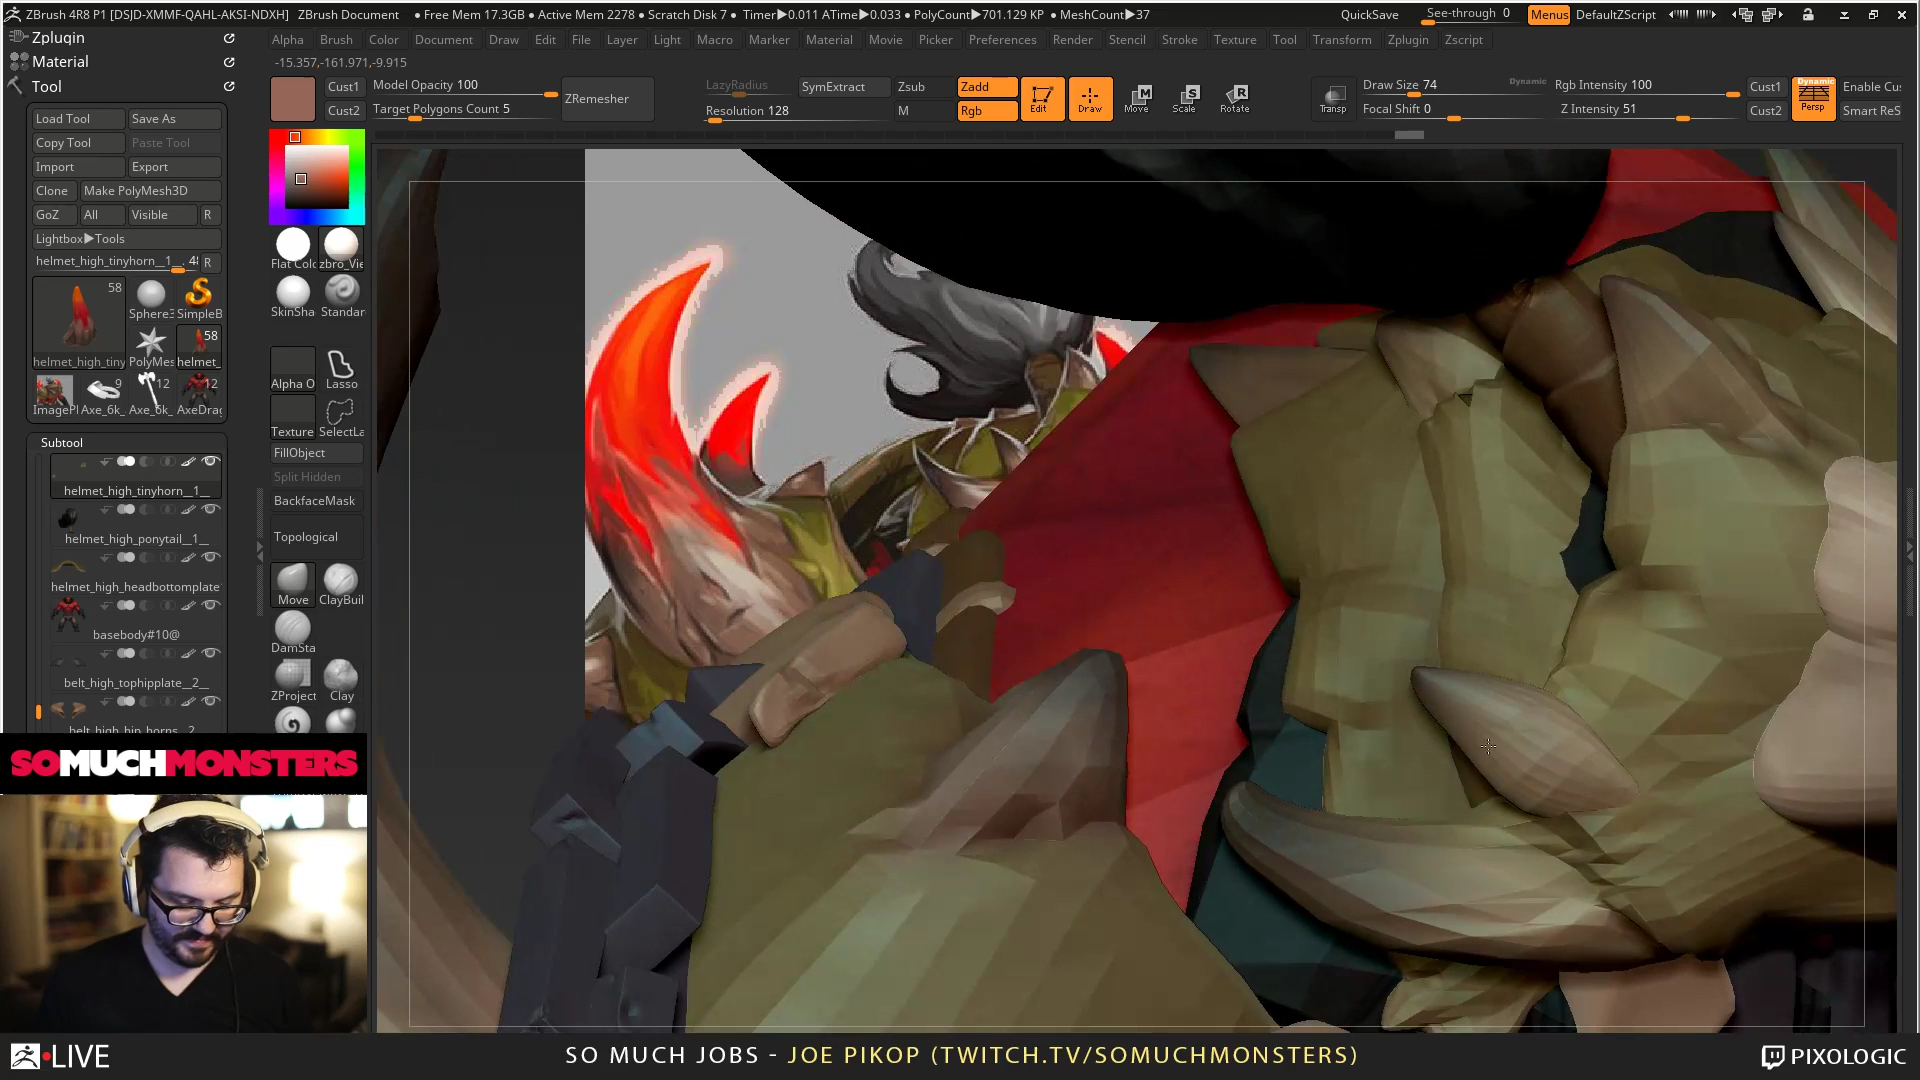 ZBrush 4R8 P1 [DSJD-XMMF-QAHL-AKSI-NDXH] ZBrush Document • Free Mem 17.3GB • Active Mem 2278 • Scratch Disk 7 • Timer▶0.011 ATime▶0.033 • PolyCount▶701.129 KP • MeshCount▶37 QuickSave See-through 0 Menus DefaultZScript
Zplugin
Alpha Brush Color Document Draw Edit File Layer Light Macro Marker Material Movie Picker Preferences Render Stencil Stroke Texture Tool Transform Zplugin Zscript
Material
-15.357,-161.971,-9.915
Tool
Cust1 Model Opacity 100 ZRemesher LazyRadius SymExtract Zsub Zadd Edit Draw Move Scale Rotate Transp Draw Size 74 Dynamic Rgb Intensity 100 Cust1 Dynamic Persp Enable Cus
Cust2 Target Polygons Count 5 Resolution 128 M Rgb Focal Shift 0 Z Intensity 51 Cust2 Smart ReS
Load Tool Save As
Copy Tool Paste Tool
Import Export
Clone Make PolyMesh3D
GoZ All Visible R
Lightbox▶Tools
helmet_high_tinyhorn__1__. 48 R
58 Sphere3 SimpleB
helmet_high_tiny PolyMes 58 helmet_
9 12 12
ImagePl Axe_6k_ Axe_6k_ AxeDrag
Subtool
helmet_high_tinyhorn__1__
helmet_high_ponytail__1__
helmet_high_headbottomplate
basebody#10@
belt_high_tophipplate__2__
belt_high_hip_horns__2
Flat Colo zbro_Vie
SkinSha Standar
Alpha O Lasso
Texture SelectLa
FillObject
Split Hidden
BackfaceMask
Topological
Move ClayBuil
DamSta
ZProject Clay
SOMUCHMONSTERS
LIVE
SO MUCH JOBS - JOE PIKOP (TWITCH.TV/SOMUCHMONSTERS)
PIXOLOGIC